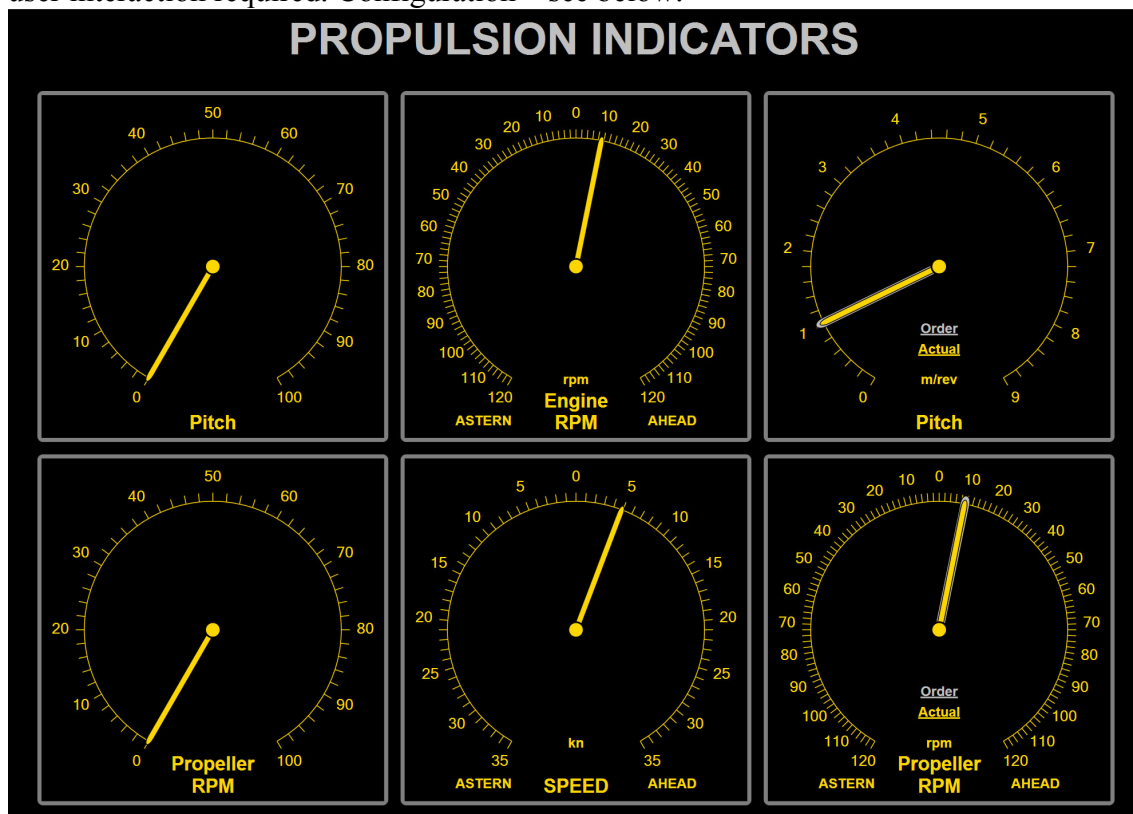 user interaction required. Configuration – see below.
PROPULSION INDICATORS
50
40 60
30 70
20 80
10 90
0 100
Pitch
10 0 10
20 20
30 30
40 40
50 50
60 60
70 70
80 80
90 90
100 100
110 rpm 110
120 Engine 120
ASTERN RPM AHEAD
4 5
3 6
2 7
1 Order 8
Actual
m/rev
0 9
Pitch
50
40 60
30 70
20 80
10 90
0 Propeller 100
RPM
0
5 5
10 10
15 15
20 20
25 25
30 30
kn
35 35
ASTERN SPEED AHEAD
10 0 10
20 20
30 30
40 40
50 50
60 60
70 70
80 80
90 Order 90
100 Actual 100
110 rpm 110
120 Propeller 120
ASTERN RPM AHEAD